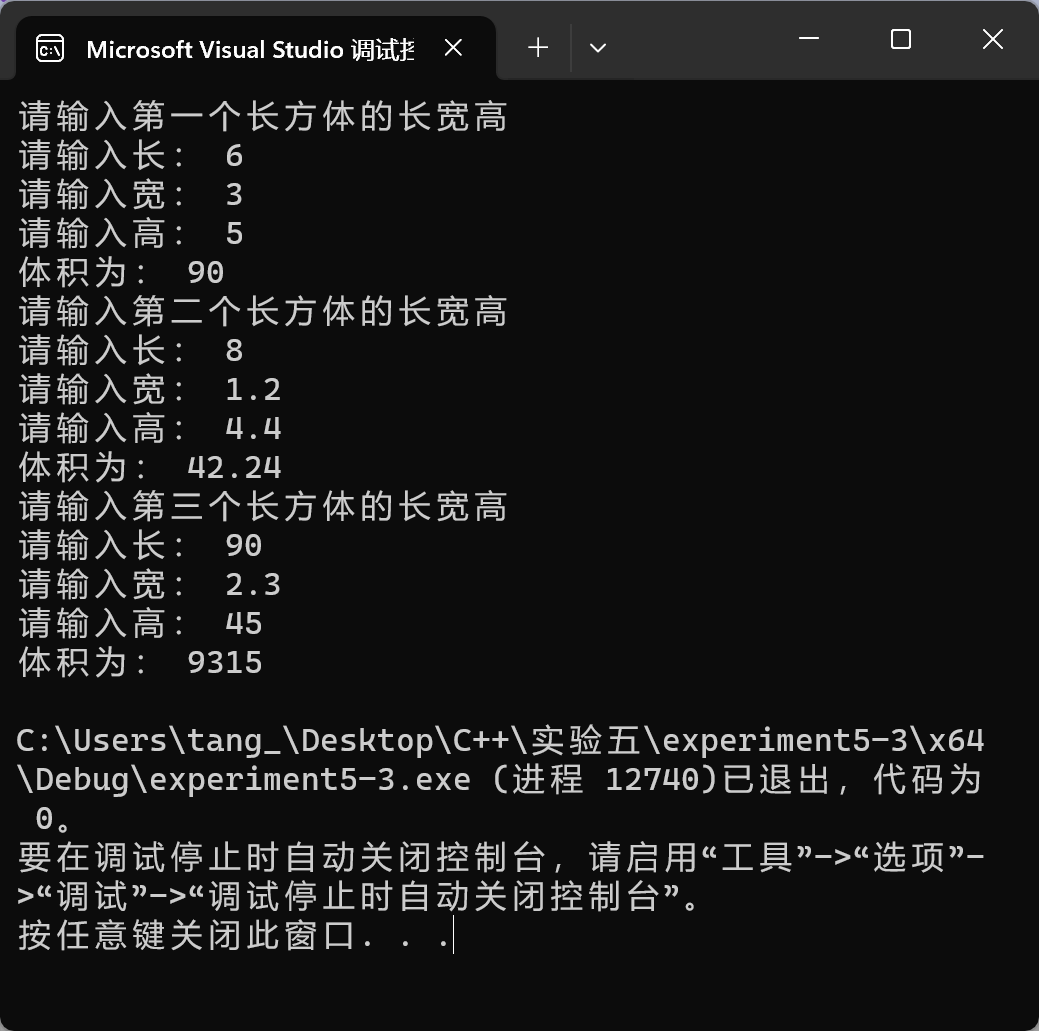 Microsoft Visual Studio 调试控
请输入第一个长方体的长宽高
请输入长： 6
请输入宽： 3
请输入高： 5
体积为： 90
请输入第二个长方体的长宽高
请输入长： 8
请输入宽： 1.2
请输入高： 4.4
体积为： 42.24
请输入第三个长方体的长宽高
请输入长： 90
请输入宽： 2.3
请输入高： 45
体积为： 9315
C:\Users\tang_\Desktop\C++\实验五\experiment5-3\x64
\Debug\experiment5-3.exe (进程 12740)已退出，代码为
0。
要在调试停止时自动关闭控制台，请启用“工具”->“选项”-
>“调试”->“调试停止时自动关闭控制台”。
按任意键关闭此窗口. . .